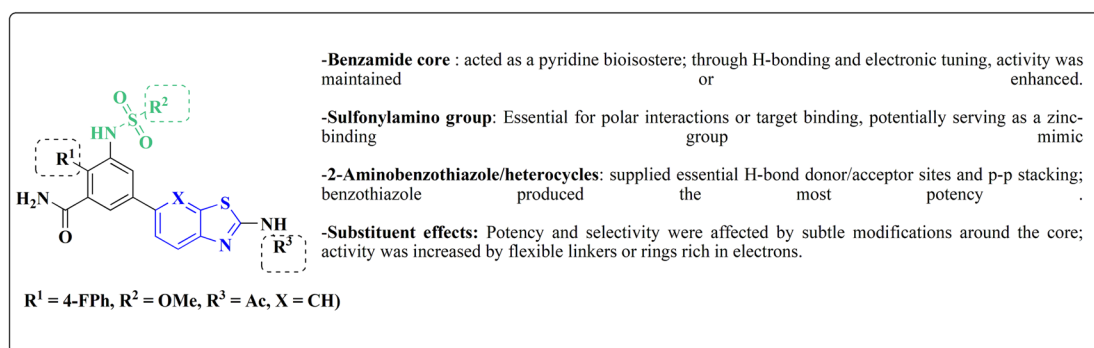 -Benzamide core : acted as a pyridine bioisostere; through H-bonding and electronic tuning, activity was
maintained or enhanced.
-Sulfonylamino group: Essential for polar interactions or target binding, potentially serving as a zinc-
binding group mimic
-2-Aminobenzothiazole/heterocycles: supplied essential H-bond donor/acceptor sites and p-p stacking;
benzothiazole produced the most potency .
-Substituent effects: Potency and selectivity were affected by subtle modifications around the core;
activity was increased by flexible linkers or rings rich in electrons.
O
S
R²
O
HN
R¹
H₂N
O
X
S
N
NH
R³
R¹ = 4-FPh, R² = OMe, R³ = Ac, X = CH)